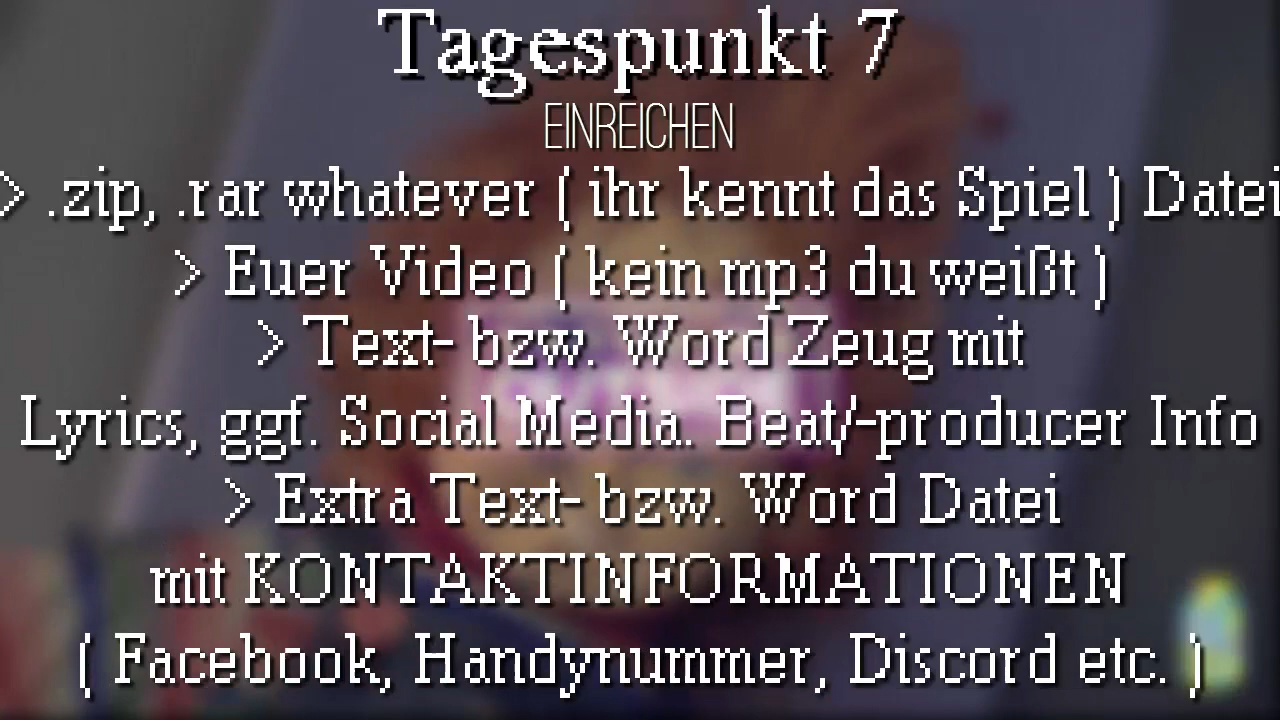 Tagespunkt 7
EINREICHEN
> .zip, .rar whatever ( ihr kennt das Spiel ) Datei
> Euer Video ( kein mp3 du weißt )
> Text- bzw. Word Zeug mit
Lyrics, ggf. Social Media. Beat/-producer Info
> Extra Text- bzw. Word Datei
mit KONTAKTINFORMATIONEN
( Facebook, Handynummer, Discord etc. )